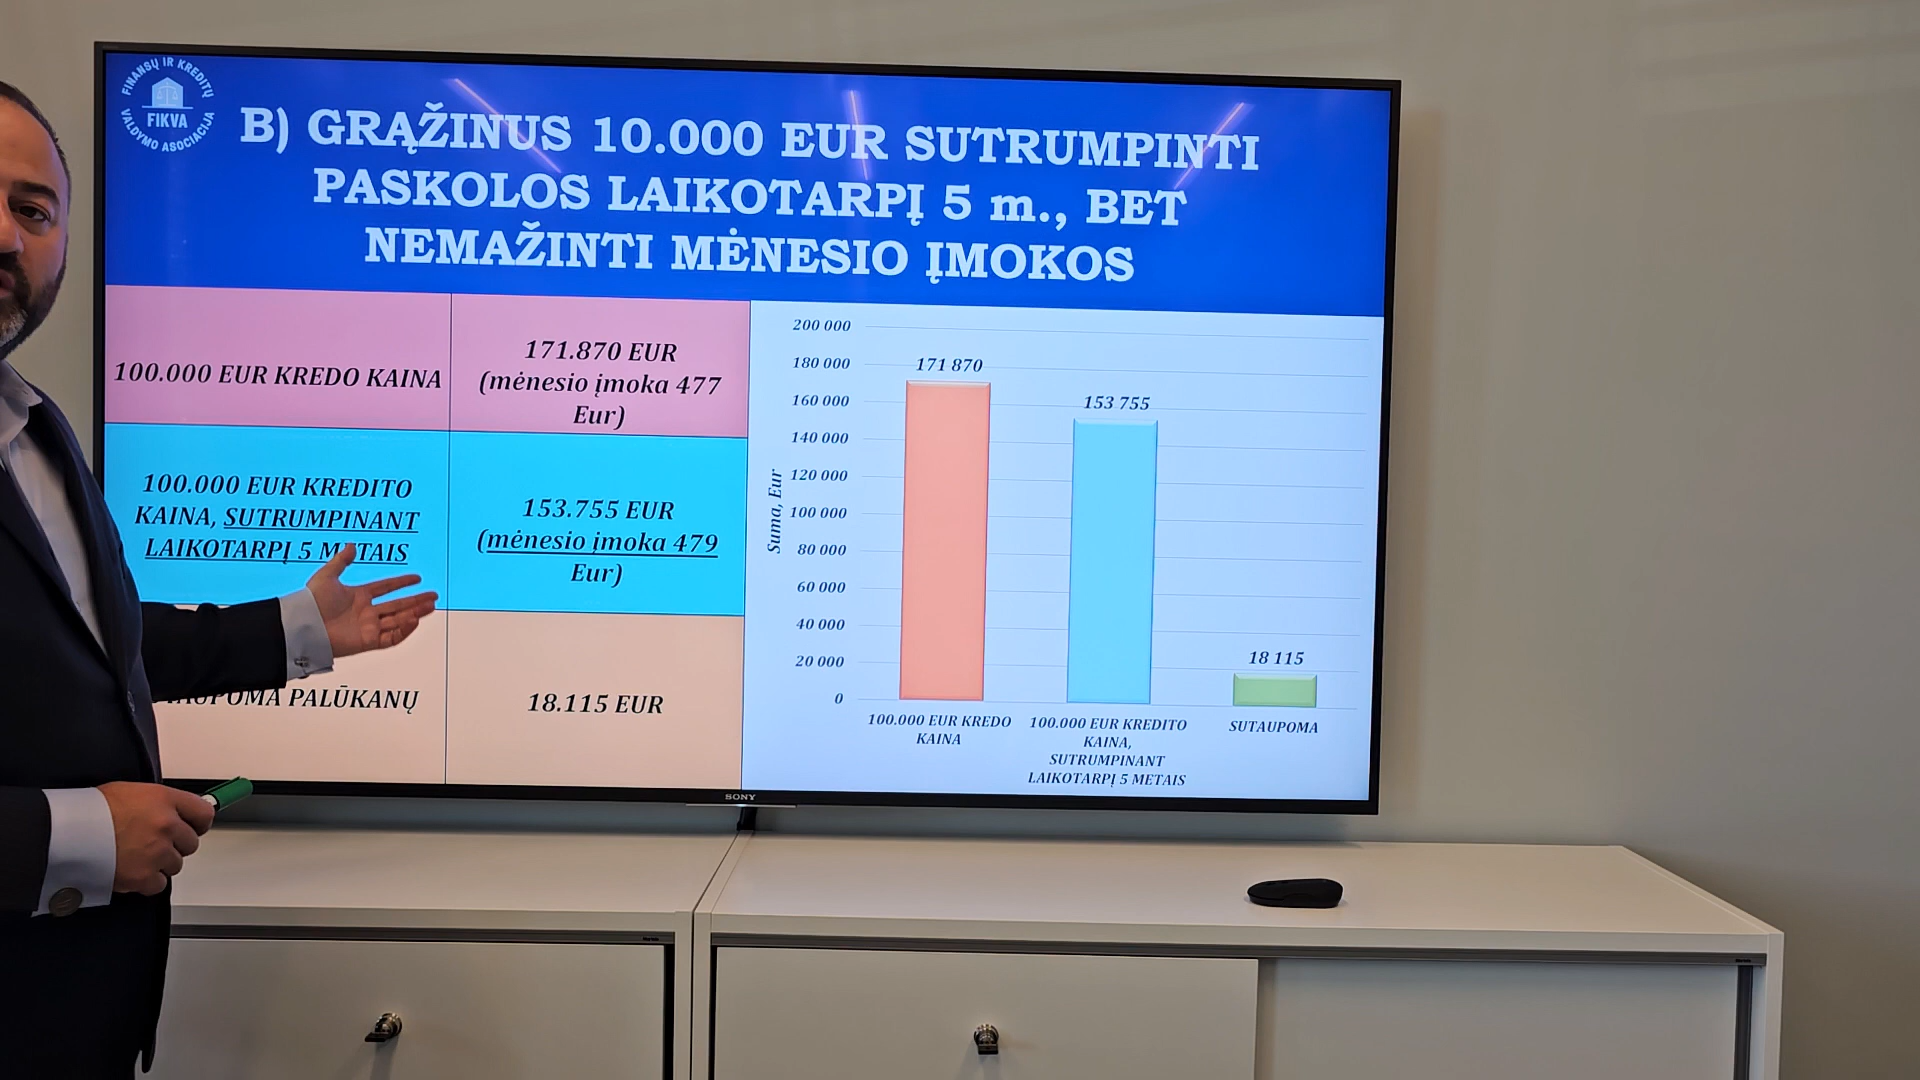 FINANSŲ IR KREDITŲ
FIKVA
VALDYMO ASOCIACIJA
B) GRĄŽINUS 10.000 EUR SUTRUMPINTI
PASKOLOS LAIKOTARPĮ 5 m., BET
NEMAŽINTI MĖNESIO ĮMOKOS
100.000 EUR KREDO KAINA
171.870 EUR
(mėnesio įmoka 477
Eur)
100.000 EUR KREDITO
KAINA, SUTRUMPINANT
LAIKOTARPĮ 5 METAIS
153.755 EUR
(mėnesio įmoka 479
Eur)
PALŪKANŲ
18.115 EUR
Suma, Eur
200 000
180 000
160 000
140 000
120 000
100 000
80 000
60 000
40 000
20 000
0
171 870
153 755
18 115
100.000 EUR KREDO
KAINA
100.000 EUR KREDITO
KAINA,
SUTRUMPINANT
LAIKOTARPĮ 5 METAIS
SUTAUPOMA
SONY